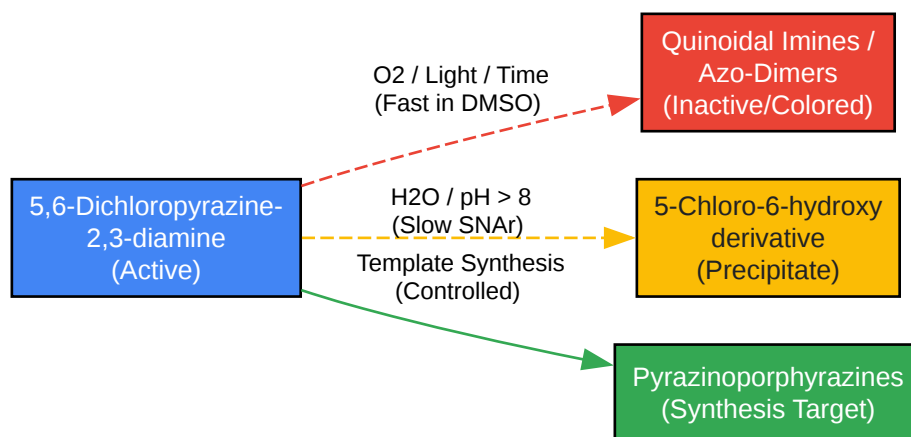 Quinoidal Imines /
Azo-Dimers
(Inactive/Colored)
O2 / Light / Time
(Fast in DMSO)
5,6-Dichloropyrazine-
2,3-diamine
(Active)
H2O / pH > 8
(Slow SNAr)
5-Chloro-6-hydroxy
derivative
(Precipitate)
Template Synthesis
(Controlled)
Pyrazinoporphyrazines
(Synthesis Target)